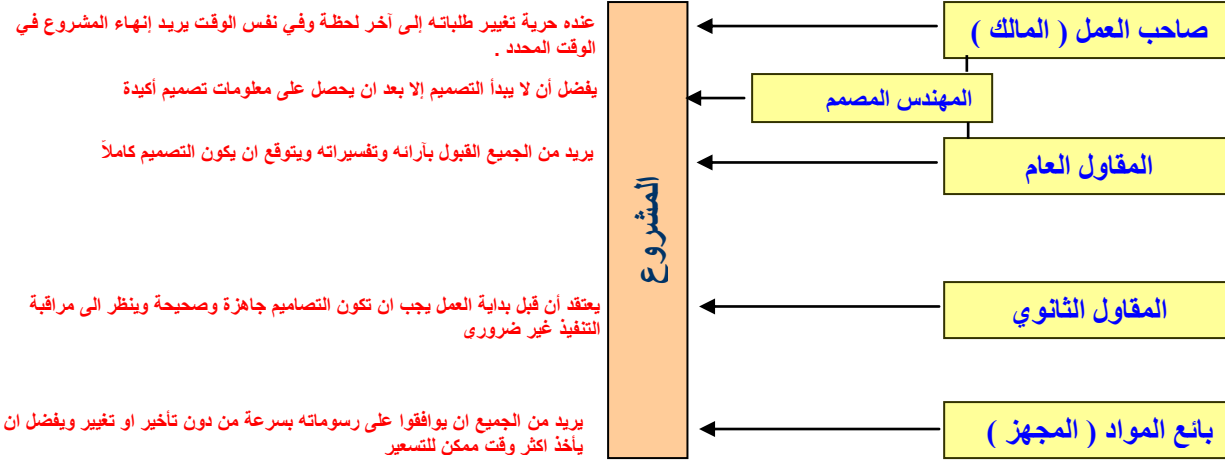 صاحب العمل ( المالك )
عنده حرية تغيير طلباته إلى آخر لحظة وفي نفس الوقت يريد إنهاء المشروع في
الوقت المحدد .
المهندس المصمم
يفضل أن لا يبدأ التصميم إلا بعد ان يحصل على معلومات تصميم أكيدة
المقاول العام
يريد من الجميع القبول بآرائه وتفسيراته ويتوقع ان يكون التصميم كاملاً
المشروع
المقاول الثانوي
يعتقد أن قبل بداية العمل يجب ان تكون التصاميم جاهزة وصحيحة وينظر الى مراقبة
التنفيذ غير ضرورى
بائع المواد ( المجهز )
يريد من الجميع ان يوافقوا على رسوماته بسرعة من دون تأخير او تغيير ويفضل ان
يأخذ اكثر وقت ممكن للتسعير